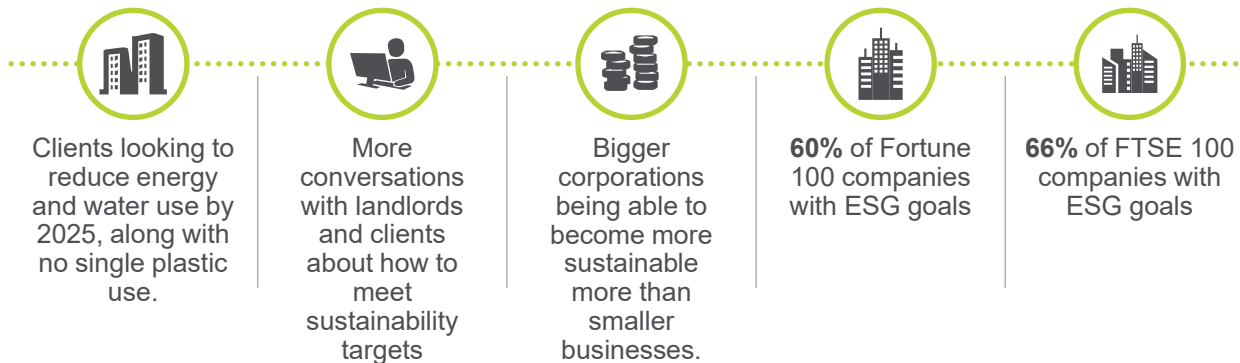 Clients looking to
reduce energy
and water use by
2025, along with
no single plastic
use.
More
conversations
with landlords
and clients
about how to
meet
sustainability
targets
Bigger
corporations
being able to
become more
sustainable
more than
smaller
businesses.
60% of Fortune
100 companies
with ESG goals
66% of FTSE 100
companies with
ESG goals